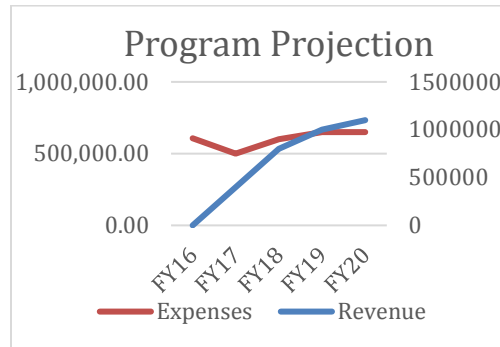 Program Projection
1,000,000.00
500,000.00
0.00
1500000
1000000
500000
0
FY16
FY17
FY18
FY19
FY20
Expenses Revenue